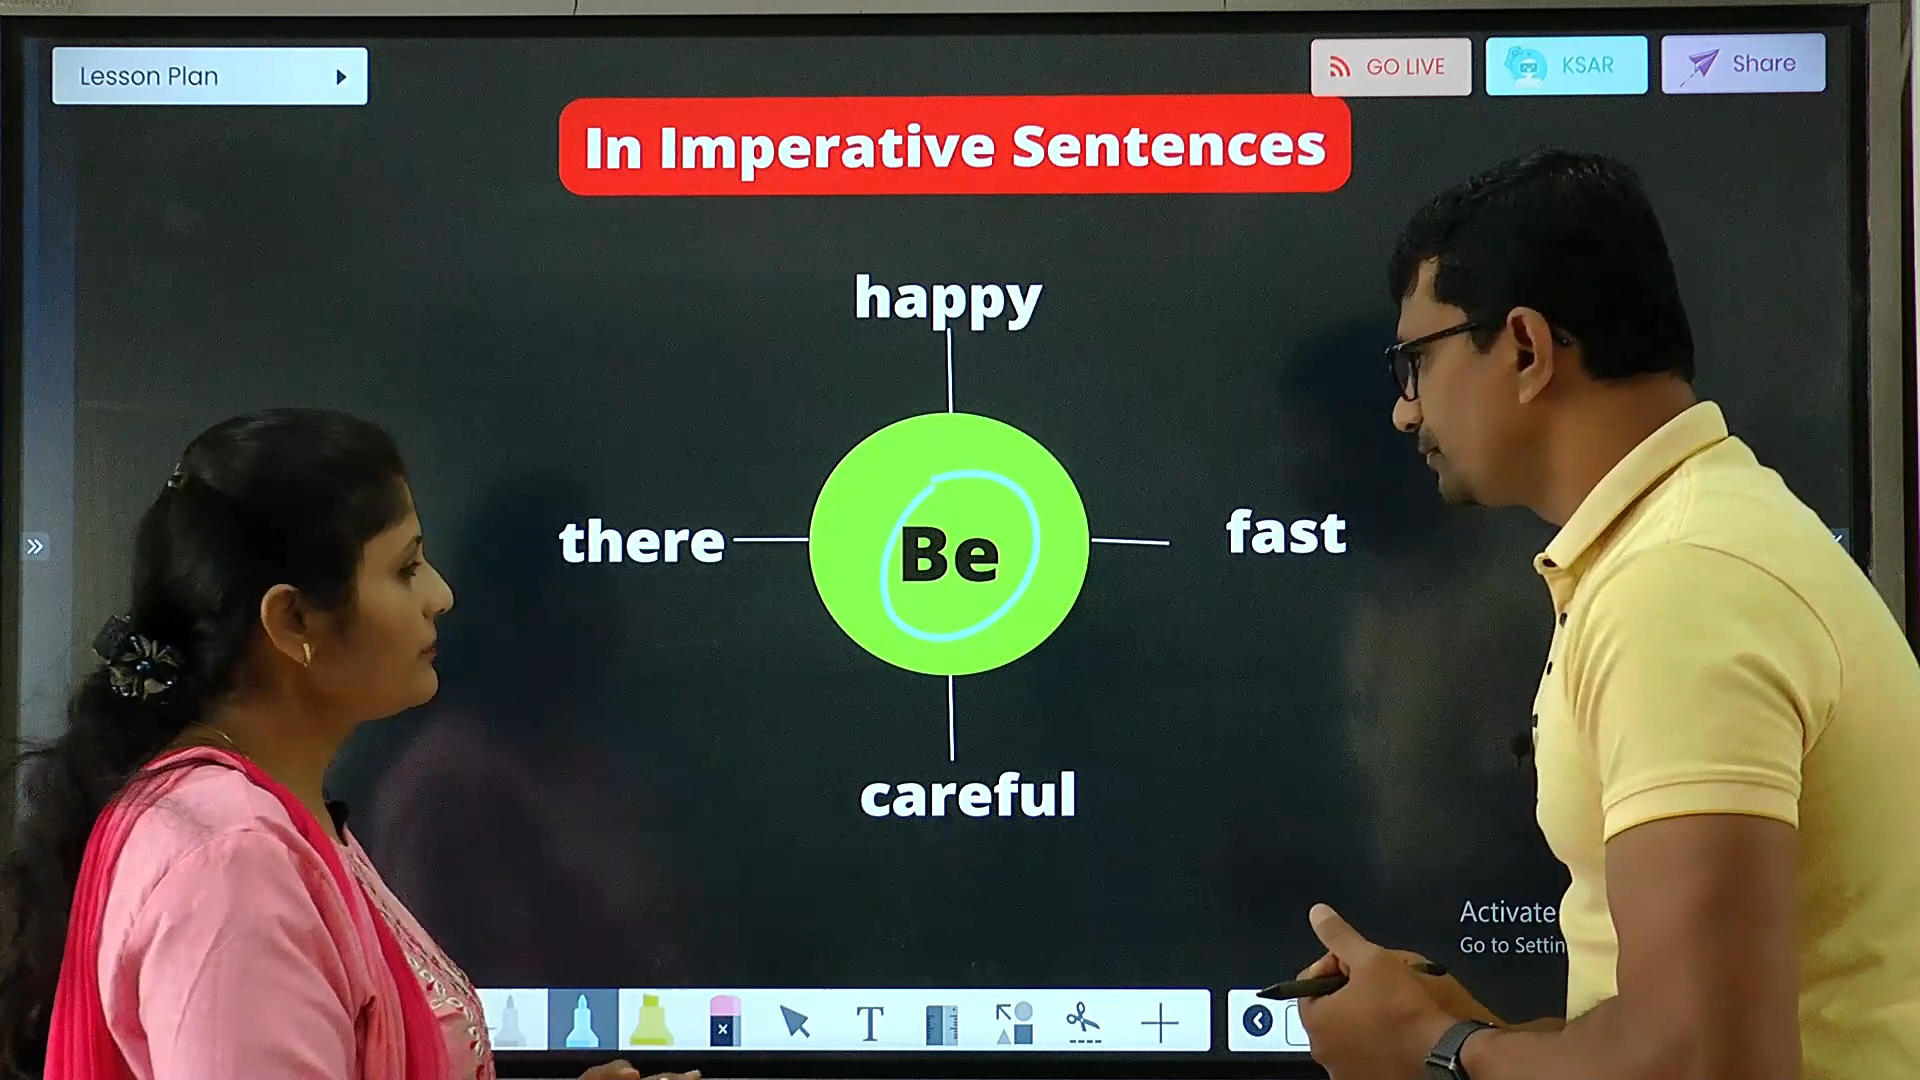 Lesson Plan
GO LIVE
KSAR
Share
In Imperative Sentences
happy
there
Be
fast
careful
Activate
Go to Settin
T